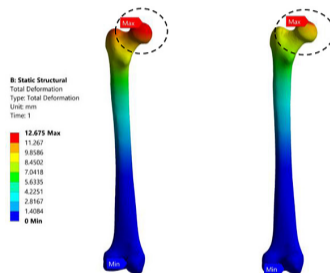 Max
Max
B: Static Structural
Total Deformation
Type: Total Deformation
Unit: mm
Time: 1
12.675 Max
11.267
9.8586
8.4502
7.0418
5.6335
4.2251
2.8167
1.4084
0 Min
Min
Min